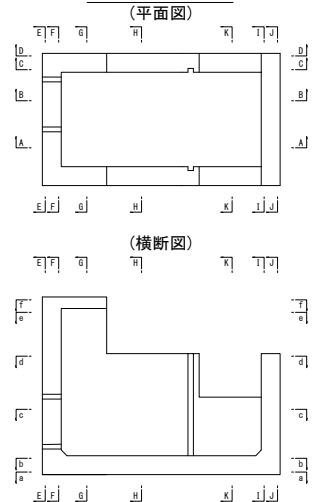 (平面図)
E F G H K I J
D D
C C
B B
A A
E F G H K I J
(横断図)
E F G H K I J
f f
e e
d d
c c
b b
a a
E F G H K I J